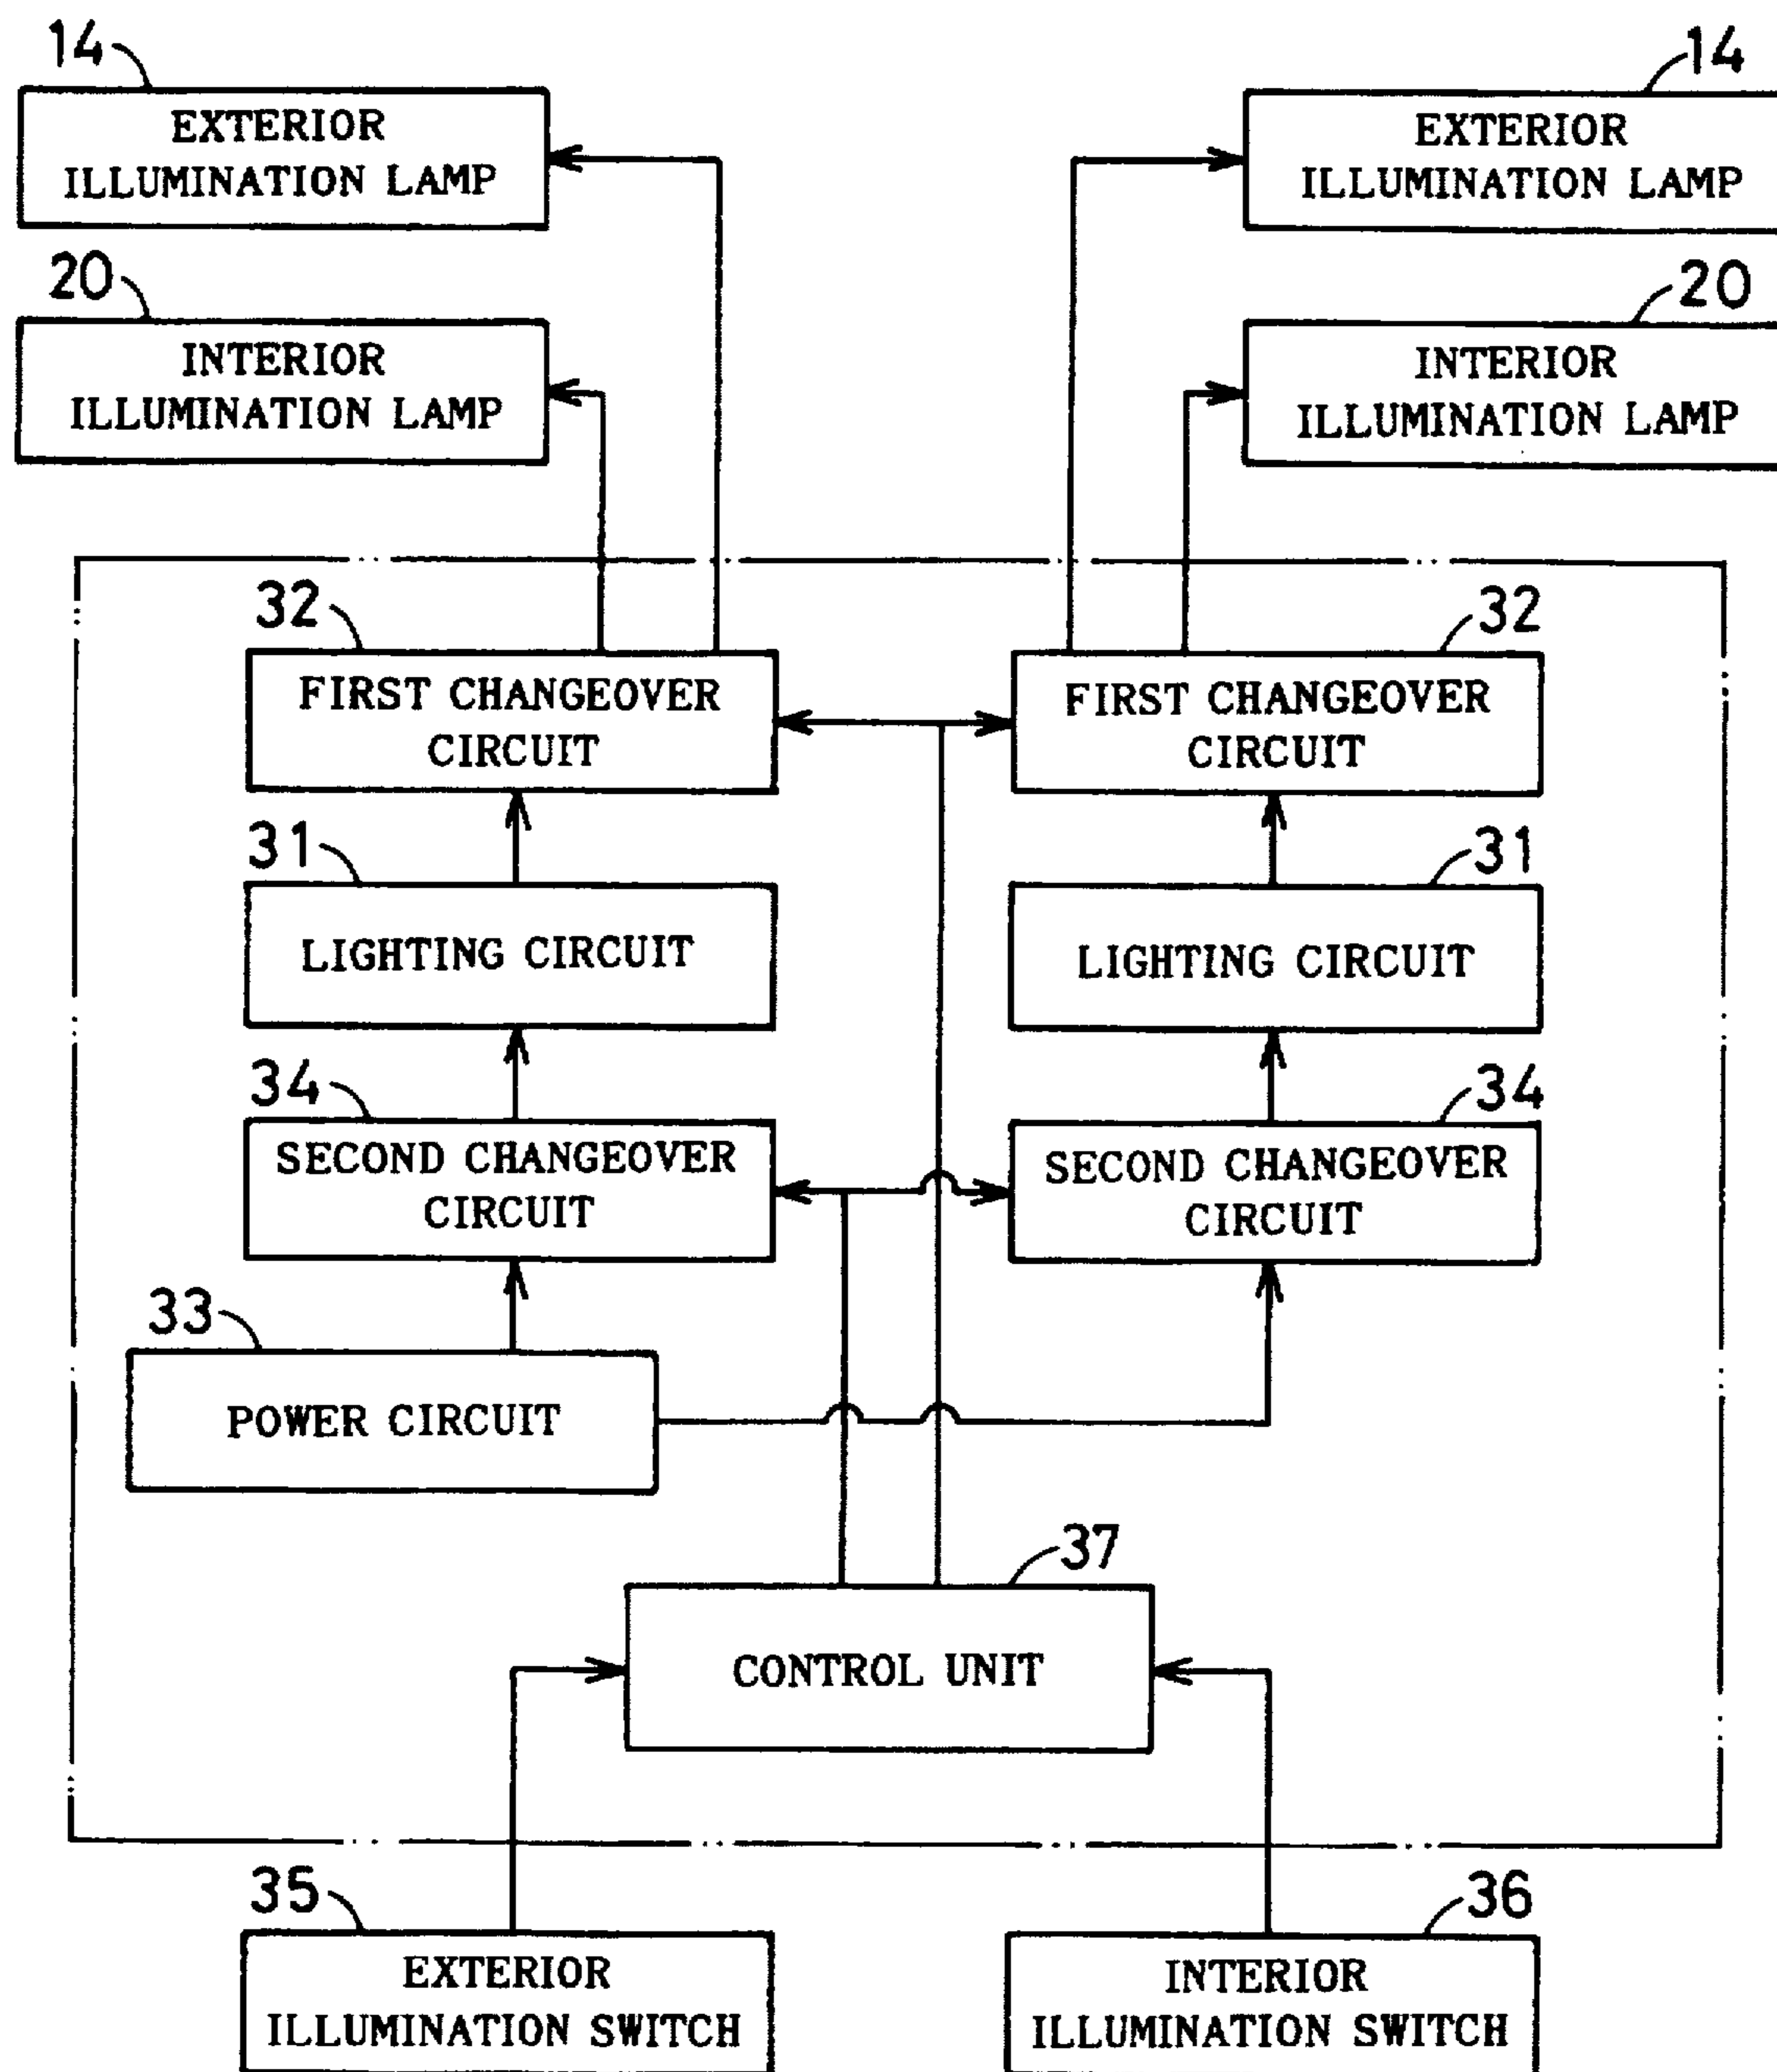 14
14
EXTERIOR
ILLUMINATION LAMP
EXTERIOR
ILLUMINATION LAMP
20
20
INTERIOR
ILLUMINATION LAMP
INTERIOR
ILLUMINATION LAMP
32
32
FIRST CHANGEOVER
CIRCUIT
FIRST CHANGEOVER
CIRCUIT
31
31
LIGHTING CIRCUIT
LIGHTING CIRCUIT
34
34
SECOND CHANGEOVER
CIRCUIT
SECOND CHANGEOVER
CIRCUIT
33
POWER CIRCUIT
37
CONTROL UNIT
35
36
EXTERIOR
ILLUMINATION SWITCH
INTERIOR
ILLUMINATION SWITCH